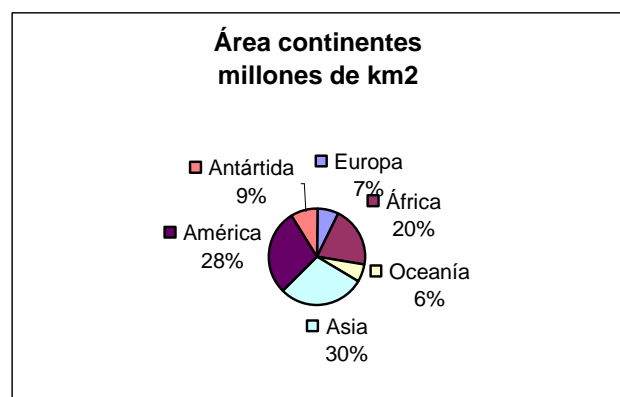 Área continentes
millones de km2
Antártida
9%
Europa
7%
África
20%
América
28%
Oceanía
6%
Asia
30%